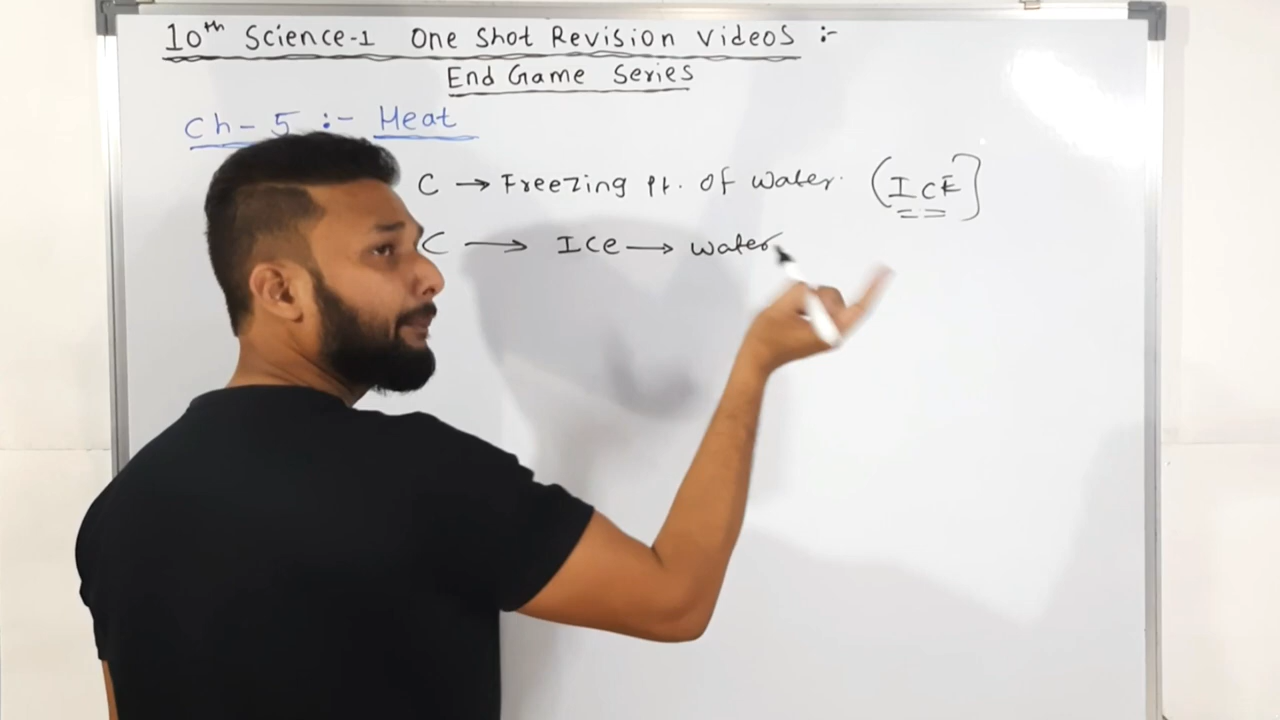 10th Science-1 One Shot Revision Videos :-
End Game Series
Ch-5 :- Heat
C → Freezing pt. of water. (ICE]
C → Ice → water